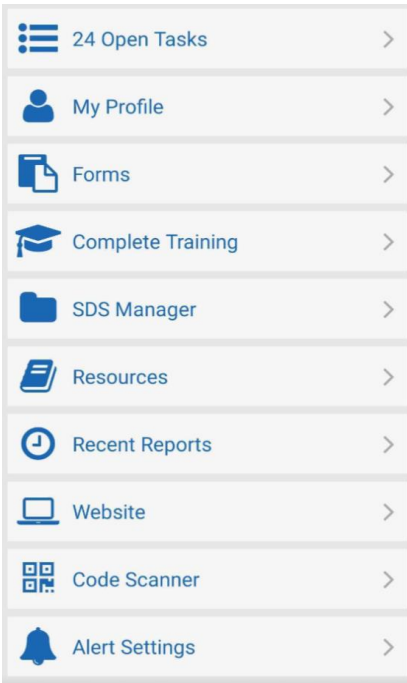 24 Open Tasks
My Profile
Forms
Complete Training
SDS Manager
Resources
Recent Reports
Website
Code Scanner
Alert Settings